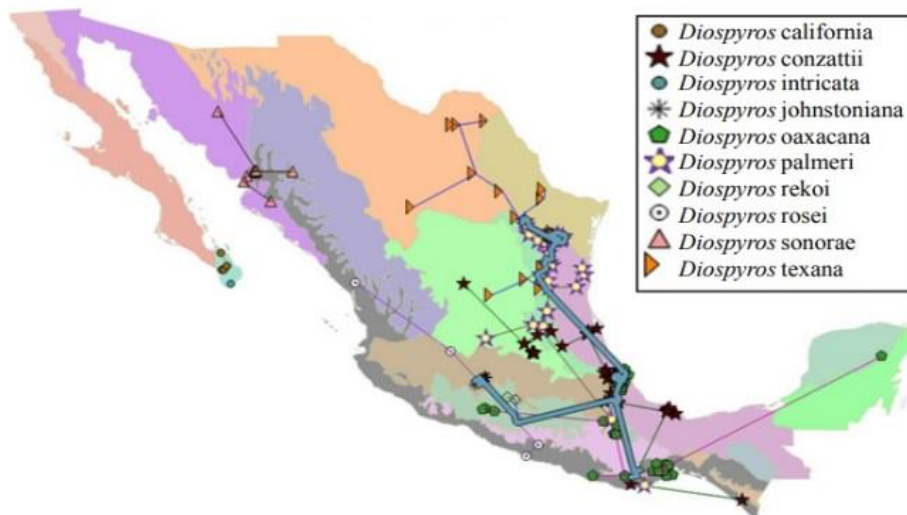 Diospyros california
Diospyros conzattii
Diospyros intricata
Diospyros johnstoniana
Diospyros oaxacana
Diospyros palmeri
Diospyros rekoi
Diospyros rosei
Diospyros sonorae
Diospyros texana